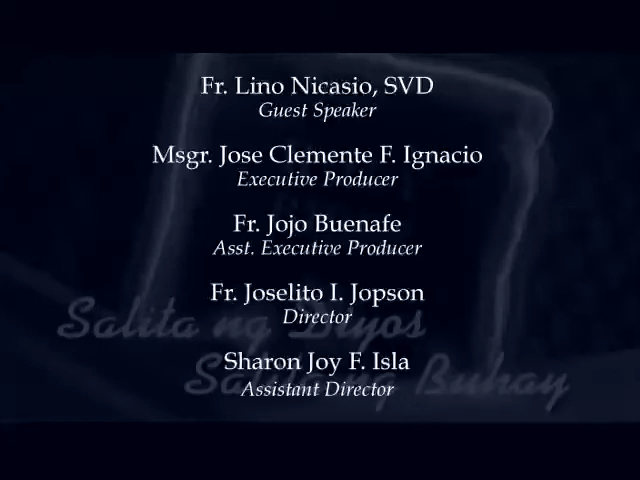 Fr. Lino Nicasio, SVD
Guest Speaker
Msgr. Jose Clemente F. Ignacio
Executive Producer
Fr. Jojo Buenafe
Asst. Executive Producer
Fr. Joselito I. Jopson
Director
Salita ng Diyos
Sharon Joy F. Isla
Buhay
Assistant Director